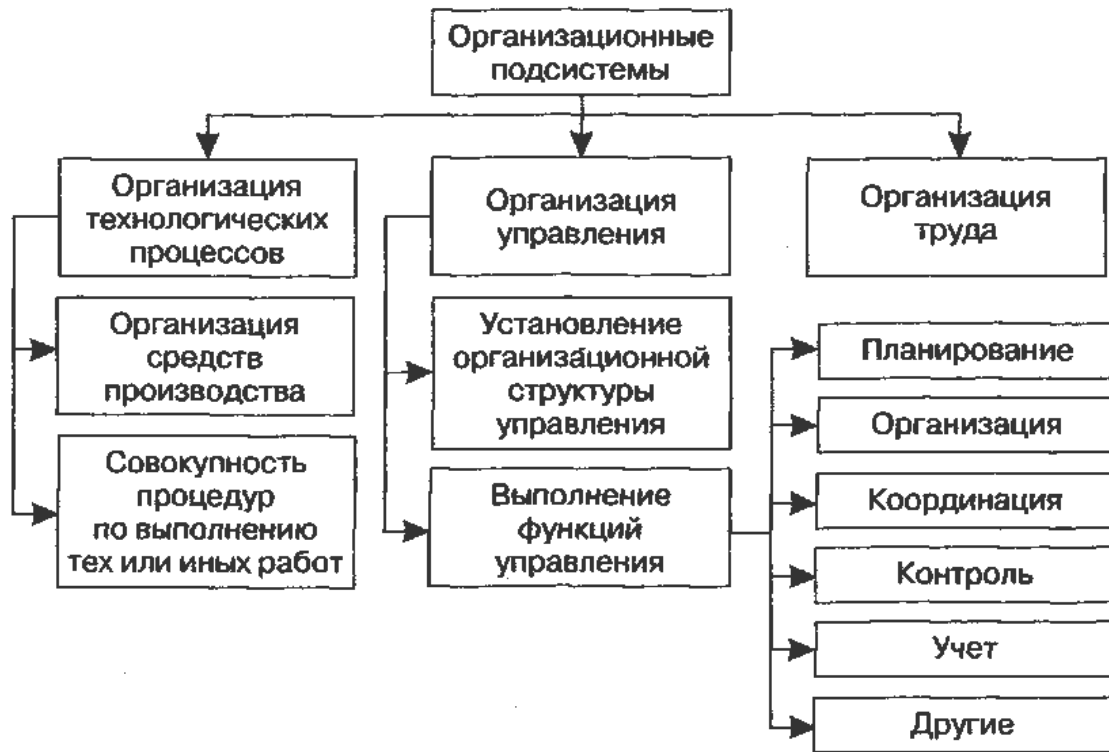 Организационные
подсистемы
Организация
технологических
процессов
Организация
управления
Организация
труда
Организация
средств
производства
Установление
организационной
структуры
управления
Планирование
Организация
Совокупность
процедур
по выполнению
тех или иных работ
Выполнение
функций
управления
Координация
Контроль
Учет
Другие